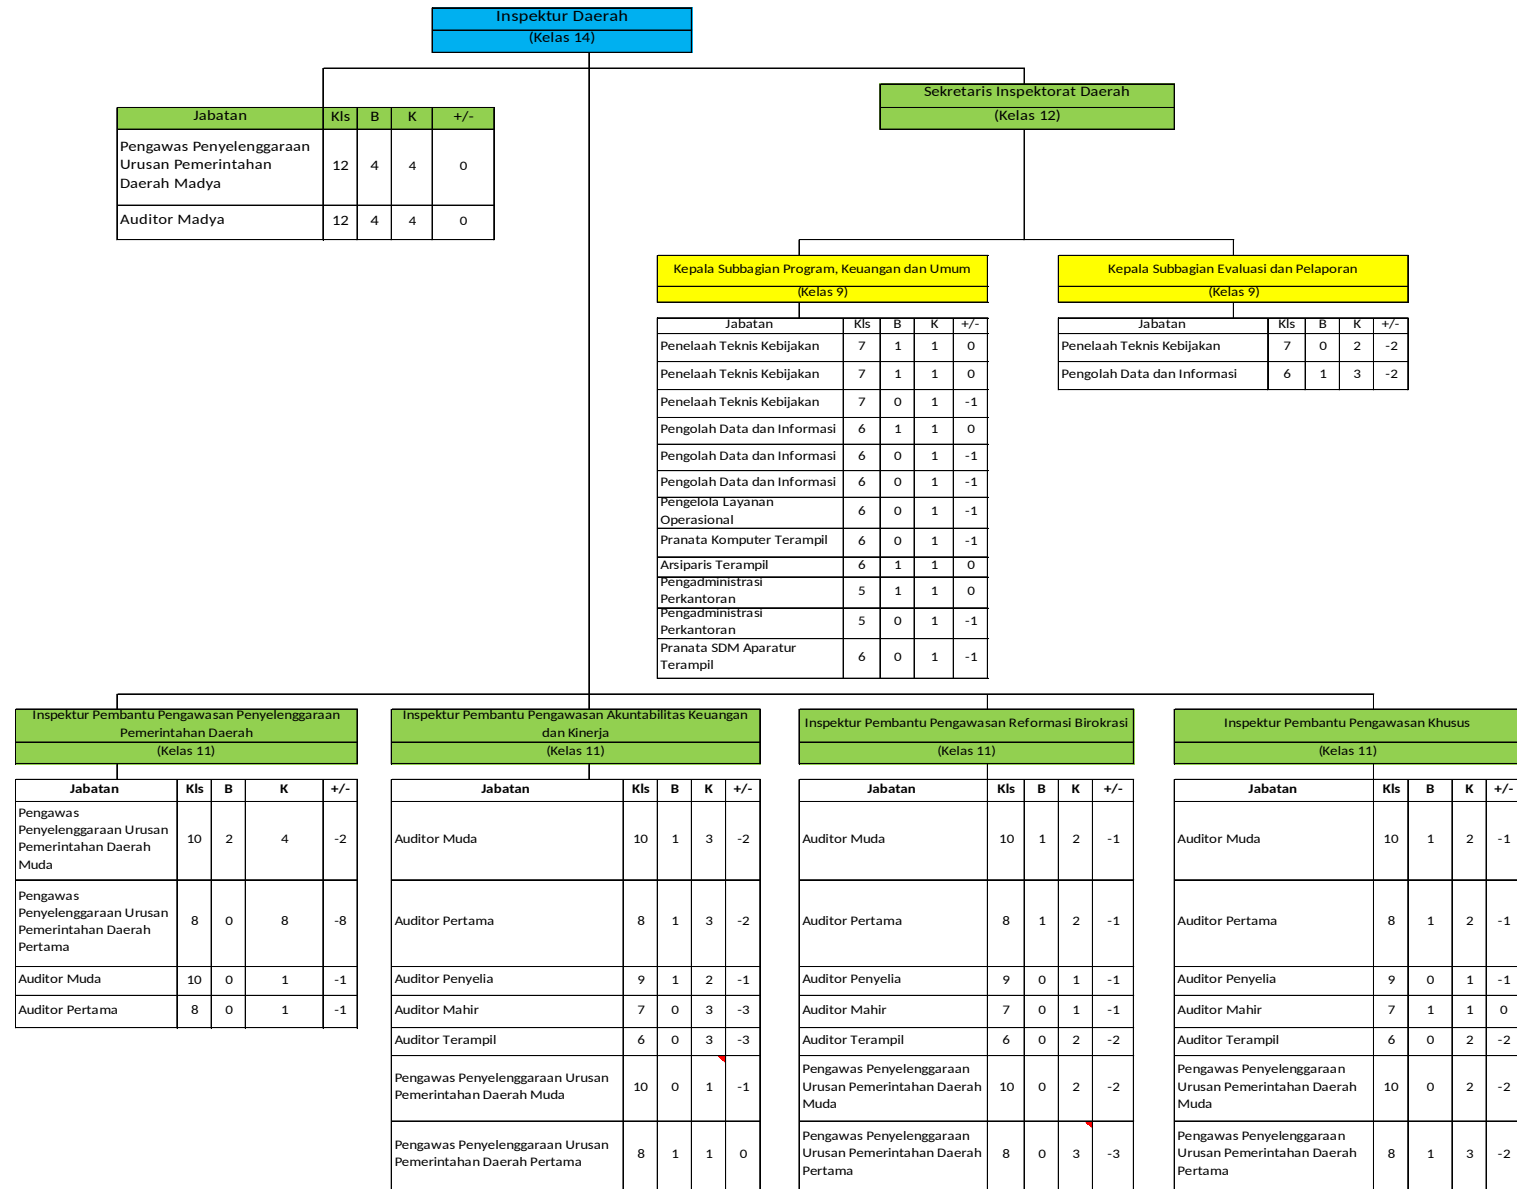 Inspektur Daerah
(Kelas 14)
Sekretaris Inspektorat Daerah
(Kelas 12)
Jabatan Kls B K +/-
Pengawas Penyelenggaraan
Urusan Pemerintahan
Daerah Madya
12 4 4 0
Auditor Madya 12 4 4 0
Kepala Subbagian Program, Keuangan dan Umum
(Kelas 9)
Jabatan Kls B K +/-
Penelaah Teknis Kebijakan 7 1 1 0
Penelaah Teknis Kebijakan 7 1 1 0
Penelaah Teknis Kebijakan 7 0 1 -1
Pengolah Data dan Informasi 6 1 1 0
Pengolah Data dan Informasi 6 0 1 -1
Pengolah Data dan Informasi 6 0 1 -1
Pengelola Layanan
Operasional
6 0 1 -1
Pranata Komputer Terampil 6 0 1 -1
Arsiparis Terampil 6 1 1 0
Pengadministrasi
Perkantoran
5 1 1 0
Pengadministrasi
Perkantoran
5 0 1 -1
Pranata SDM Aparatur
Terampil
6 0 1 -1
Kepala Subbagian Evaluasi dan Pelaporan
(Kelas 9)
Jabatan Kls B K +/-
Penelaah Teknis Kebijakan 7 0 2 -2
Pengolah Data dan Informasi 6 1 3 -2
Inspektur Pembantu Pengawasan Penyelenggaraan
Pemerintahan Daerah
(Kelas 11)
Jabatan Kls B K +/-
Pengawas
Penyelenggaraan Urusan
Pemerintahan Daerah
Muda
10 2 4 -2
Pengawas
Penyelenggaraan Urusan
Pemerintahan Daerah
Pertama
8 0 8 -8
Auditor Muda 10 0 1 -1
Auditor Pertama 8 0 1 -1
Inspektur Pembantu Pengawasan Akuntabilitas Keuangan
dan Kinerja
(Kelas 11)
Jabatan Kls B K +/-
Auditor Muda 10 1 3 -2
Auditor Pertama 8 1 3 -2
Auditor Penyelia 9 1 2 -1
Auditor Mahir 7 0 3 -3
Auditor Terampil 6 0 3 -3
Pengawas Penyelenggaraan Urusan
Pemerintahan Daerah Muda
10 0 1 -1
Pengawas Penyelenggaraan Urusan
Pemerintahan Daerah Pertama
8 1 1 0
Inspektur Pembantu Pengawasan Reformasi Birokrasi
(Kelas 11)
Jabatan Kls B K +/-
Auditor Muda 10 1 2 -1
Auditor Pertama 8 1 2 -1
Auditor Penyelia 9 0 1 -1
Auditor Mahir 7 0 1 -1
Auditor Terampil 6 0 2 -2
Pengawas Penyelenggaraan
Urusan Pemerintahan Daerah
Muda
10 0 2 -2
Pengawas Penyelenggaraan
Urusan Pemerintahan Daerah
Pertama
8 0 3 -3
Inspektur Pembantu Pengawasan Khusus
(Kelas 11)
Jabatan Kls B K +/-
Auditor Muda 10 1 2 -1
Auditor Pertama 8 1 2 -1
Auditor Penyelia 9 0 1 -1
Auditor Mahir 7 1 1 0
Auditor Terampil 6 0 2 -2
Pengawas Penyelenggaraan
Urusan Pemerintahan Daerah
Muda
10 0 2 -2
Pengawas Penyelenggaraan
Urusan Pemerintahan Daerah
Pertama
8 1 3 -2